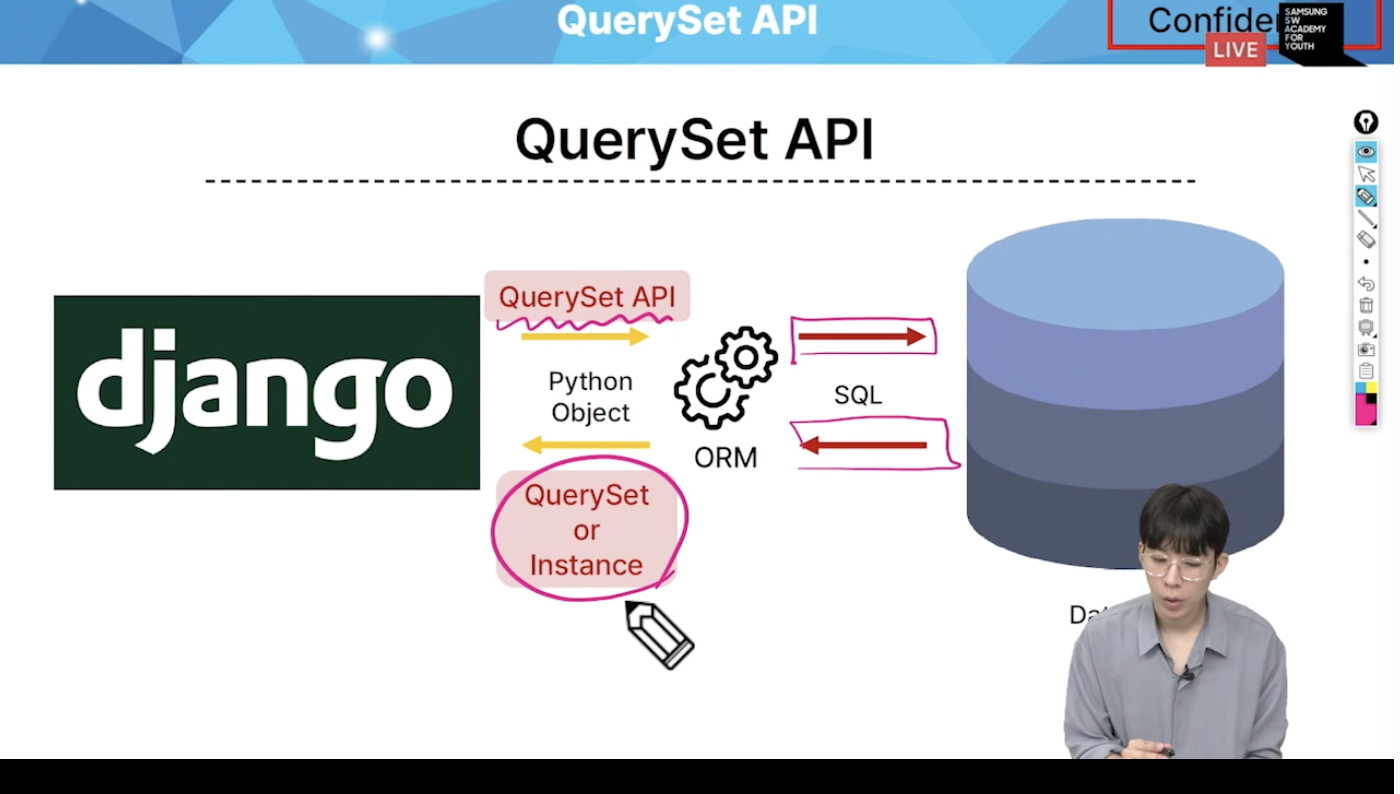 QuerySet API
Confide
LIVE
SAMSUNG
SW
ACADEMY
FOR
YOUTH
QuerySet API
django
QuerySet API
Python
Object
QuerySet
or
Instance
ORM
SQL
Dat